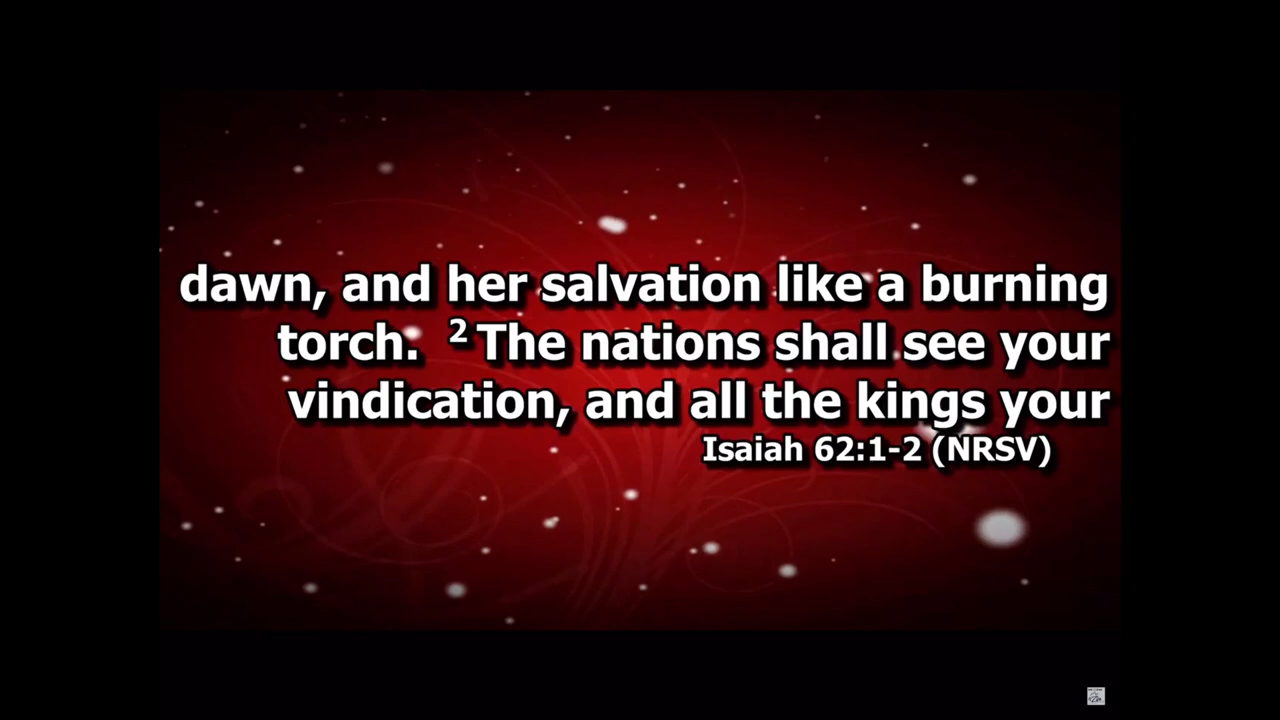 dawn, and her salvation like a burning
torch. ² The nations shall see your
vindication, and all the kings your
Isaiah 62:1-2 (NRSV)